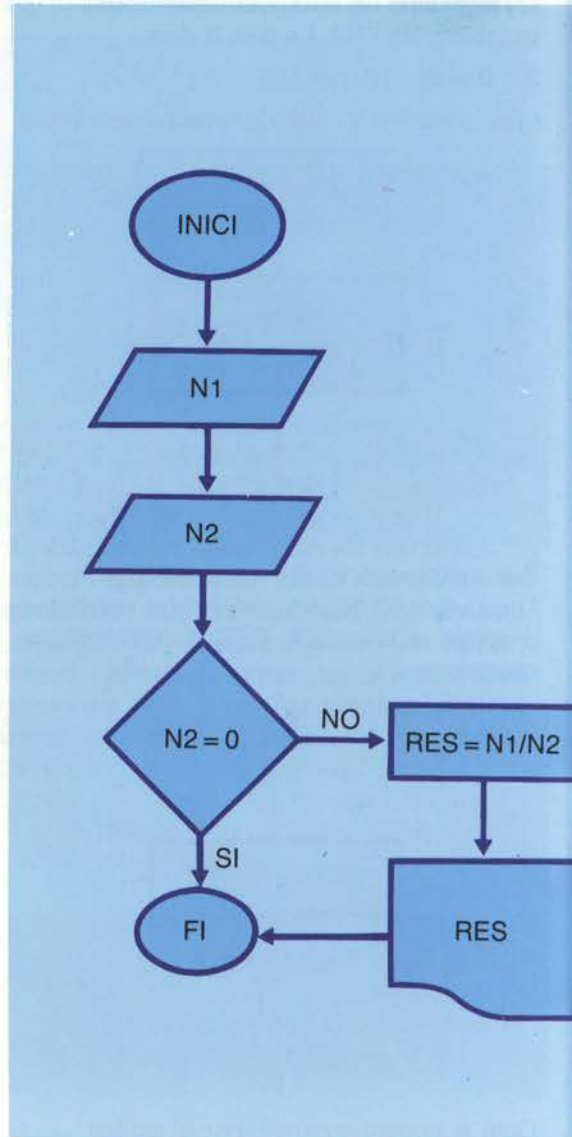 INICI
N1
N2
N2 = 0
NO
RES = N1/N2
SI
FI
RES